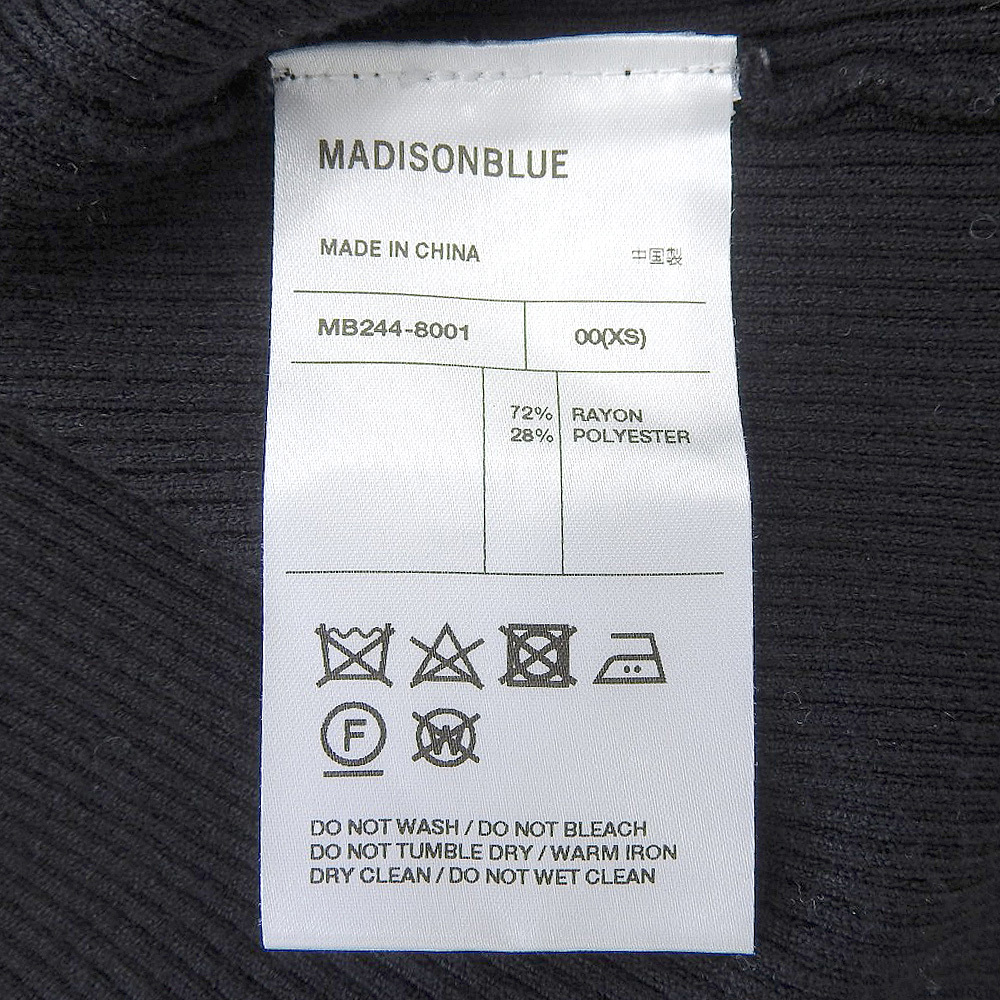 MADISONBLUE
MADE IN CHINA 中国製
MB244-8001 00(XS)
72% RAYON
28% POLYESTER
F W
DO NOT WASH / DO NOT BLEACH
DO NOT TUMBLE DRY / WARM IRON
DRY CLEAN / DO NOT WET CLEAN